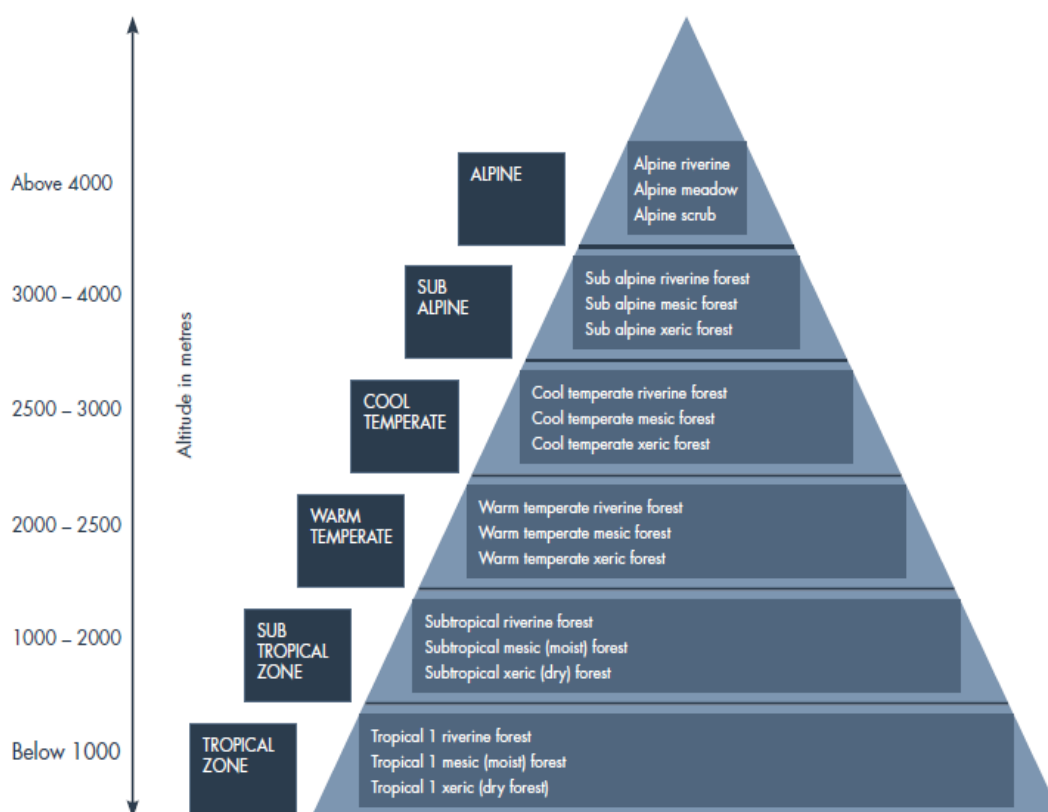 Altitude in metres
Above 4000
ALPINE
Alpine riverine
Alpine meadow
Alpine scrub
3000 – 4000
SUB
ALPINE
Sub alpine riverine forest
Sub alpine mesic forest
Sub alpine xeric forest
2500 – 3000
COOL
TEMPERATE
Cool temperate riverine forest
Cool temperate mesic forest
Cool temperate xeric forest
2000 – 2500
WARM
TEMPERATE
Warm temperate riverine forest
Warm temperate mesic forest
Warm temperate xeric forest
1000 – 2000
SUB
TROPICAL
ZONE
Subtropical riverine forest
Subtropical mesic (moist) forest
Subtropical xeric (dry) forest
Below 1000
TROPICAL
ZONE
Tropical 1 riverine forest
Tropical 1 mesic (moist) forest
Tropical 1 xeric (dry forest)